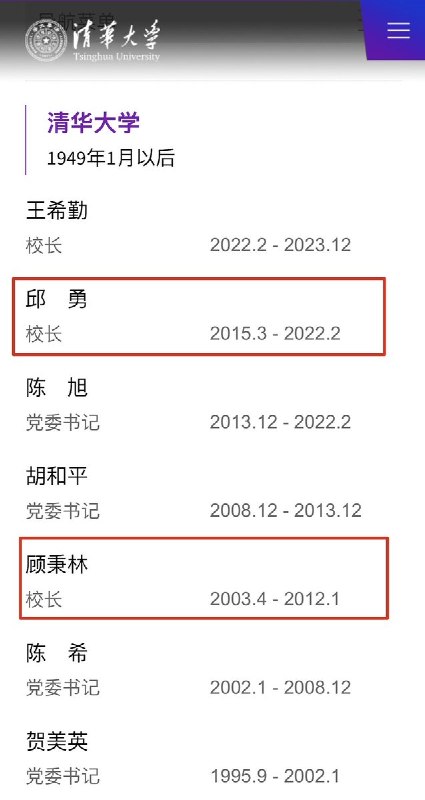 清华大学
Tsinghua University
清华大学
1949年1月以后
王希勤
校长 2022.2 - 2023.12
邱 勇
校长 2015.3 - 2022.2
陈 旭
党委书记 2013.12 - 2022.2
胡和平
党委书记 2008.12 - 2013.12
顾秉林
校长 2003.4 - 2012.1
陈 希
党委书记 2002.1 - 2008.12
贺美英
党委书记 1995.9 - 2002.1